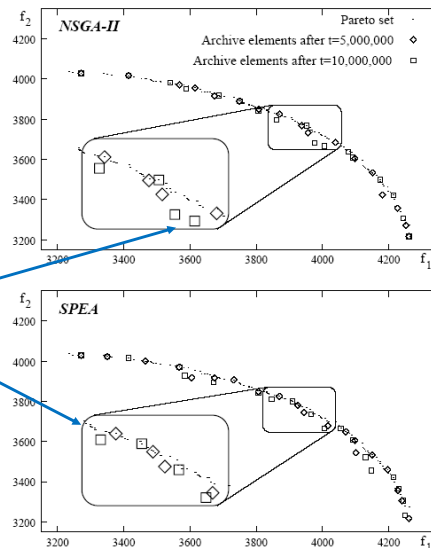 f2
NSGA-II
Pareto set
Archive elements after t=5,000,000
Archive elements after t=10,000,000
4000
3800
3600
3400
3200
3200 3400 3600 3800 4000 4200 f1
f2
SPEA
4000
3800
3600
3400
3200
3200 3400 3600 3800 4000 4200 f1